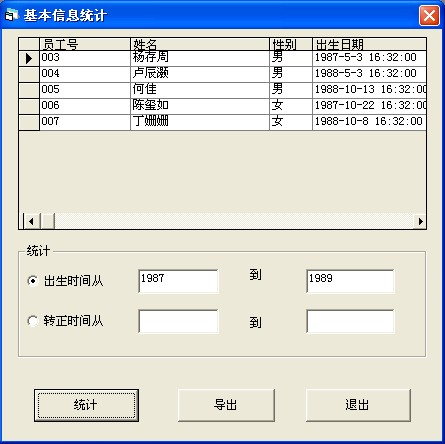 基本信息统计
员工号 姓名 性别 出生日期
003 杨存周 男 1987-5-3 16:32:00
004 卢辰灏 男 1988-5-3 16:32:00
005 何佳 男 1988-10-13 16:32:00
006 陈玺如 女 1987-10-22 16:32:00
007 丁姗姗 女 1988-10-8 16:32:00
统计
出生时间从 1987 到 1989
转正时间从 到
统计 导出 退出